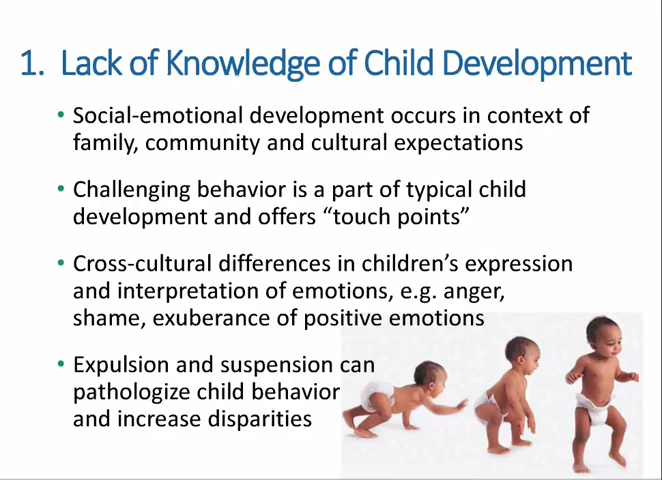 1. Lack of Knowledge of Child Development
• Social-emotional development occurs in context of
family, community and cultural expectations
• Challenging behavior is a part of typical child
development and offers “touch points”
• Cross-cultural differences in children’s expression
and interpretation of emotions, e.g. anger,
shame, exuberance of positive emotions
• Expulsion and suspension can
pathologize child behavior
and increase disparities